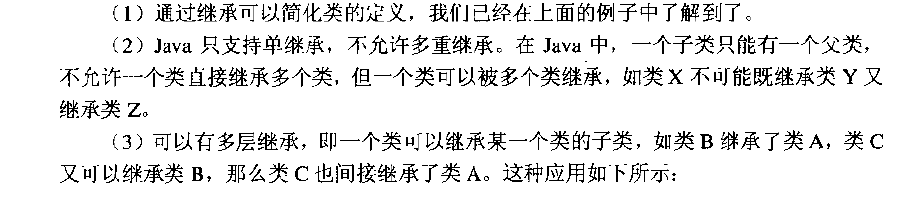 （1）通过继承可以简化类的定义，我们已经在上面的例子中了解到了。
（2）Java 只支持单继承，不允许多重继承。在 Java 中，一个子类只能有一个父类，
不允许一个类直接继承多个类，但一个类可以被多个类继承，如类 X 不可能既继承类 Y 又
继承类 Z。
（3）可以有多层继承，即一个类可以继承某一个类的子类，如类 B 继承了类 A，类 C
又可以继承类 B，那么类 C 也间接继承了类 A。这种应用如下所示：